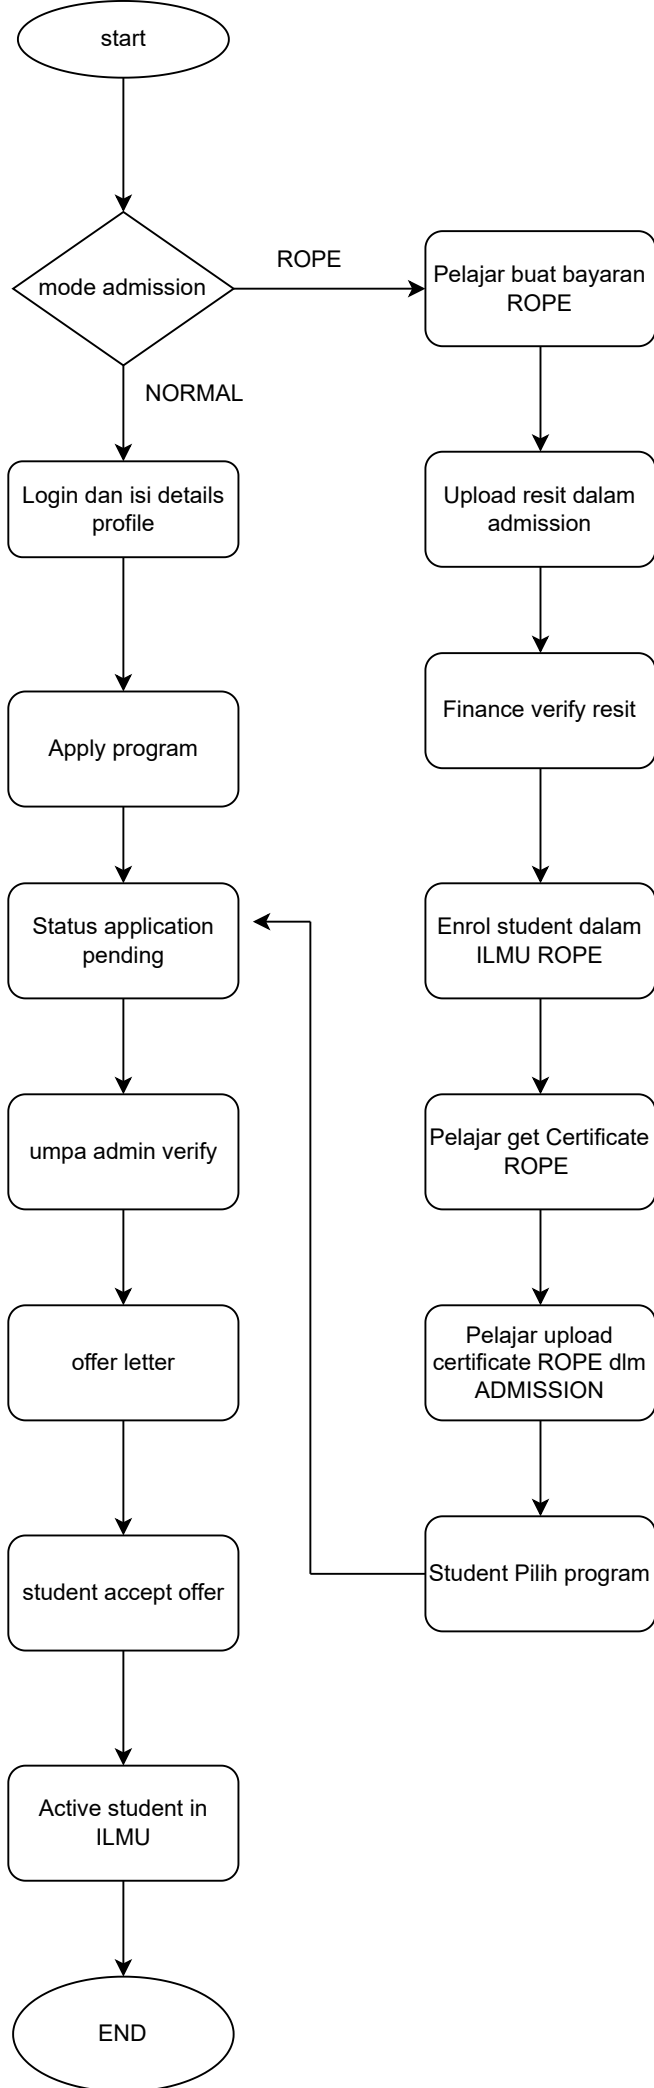 start
mode admission
ROPE
Pelajar buat bayaran
ROPE
NORMAL
Login dan isi details
profile
Upload resit dalam
admission
Apply program
Finance verify resit
Status application
pending
Enrol student dalam
ILMU ROPE
umpa admin verify
Pelajar get Certificate
ROPE
offer letter
Pelajar upload
certificate ROPE dlm
ADMISSION
student accept offer
Student Pilih program
Active student in
ILMU
END